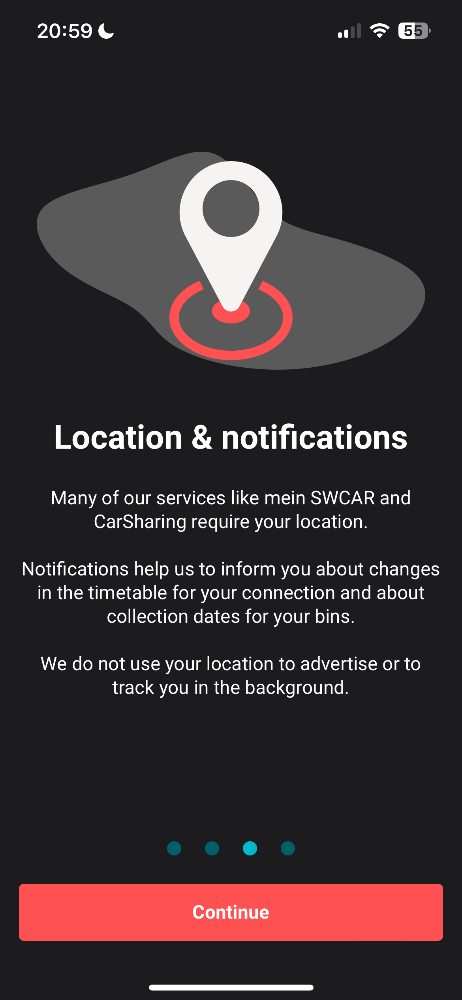 20:59
55
Location & notifications
Many of our services like mein SWCAR and
CarSharing require your location.
Notifications help us to inform you about changes
in the timetable for your connection and about
collection dates for your bins.
We do not use your location to advertise or to
track you in the background.
Continue